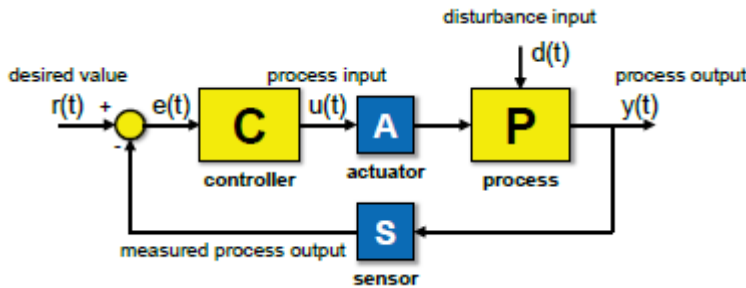 disturbance input
desired value
process input
d(t)
process output
r(t)
+
e(t)
C
u(t)
A
P
y(t)
-
controller
actuator
process
S
measured process output
sensor